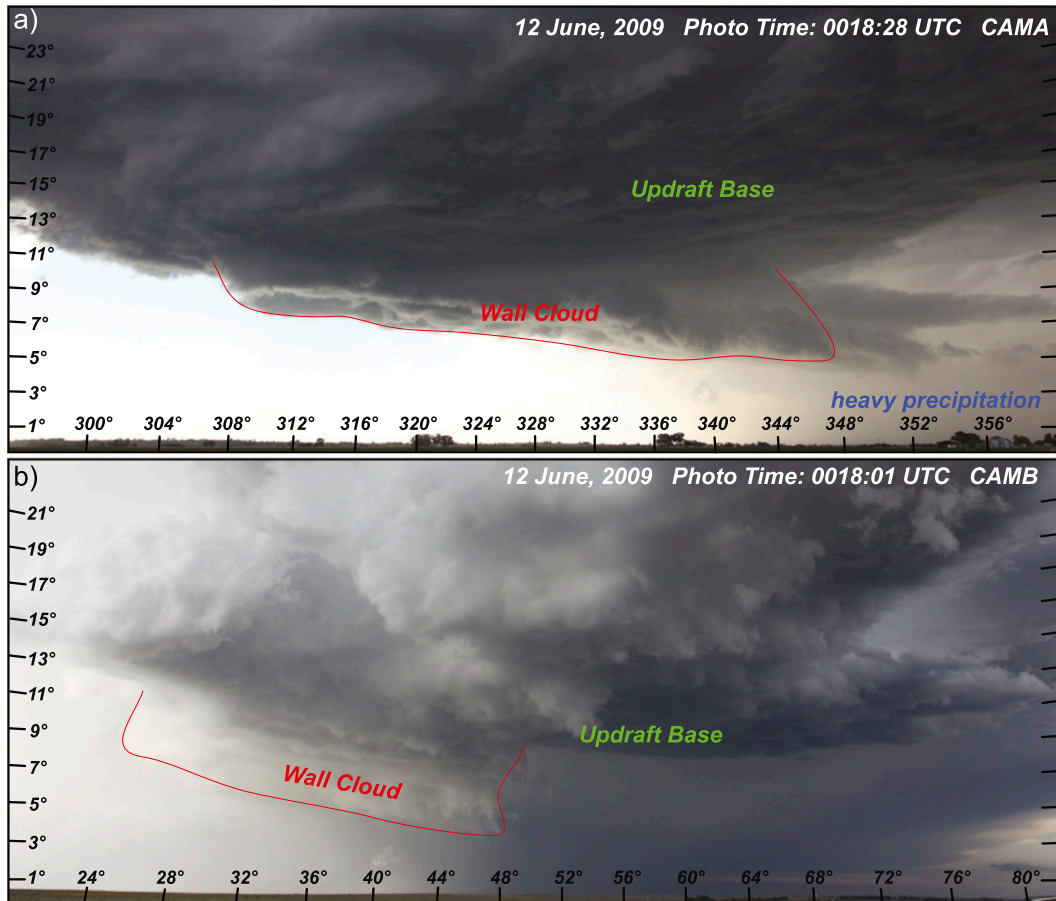 a)
12 June, 2009 Photo Time: 0018:28 UTC CAMA
23°
21°
19°
17°
15°
Updraft Base
13°
11°
9°
Wall Cloud
7°
5°
3°
heavy precipitation
1°
300° 304° 308° 312° 316° 320° 324° 328° 332° 336° 340° 344° 348° 352° 356°
b)
12 June, 2009 Photo Time: 0018:01 UTC CAMB
21°
19°
17°
15°
13°
11°
9°
Updraft Base
7°
Wall Cloud
5°
3°
1°
24° 28° 32° 36° 40° 44° 48° 52° 56° 60° 64° 68° 72° 76° 80°